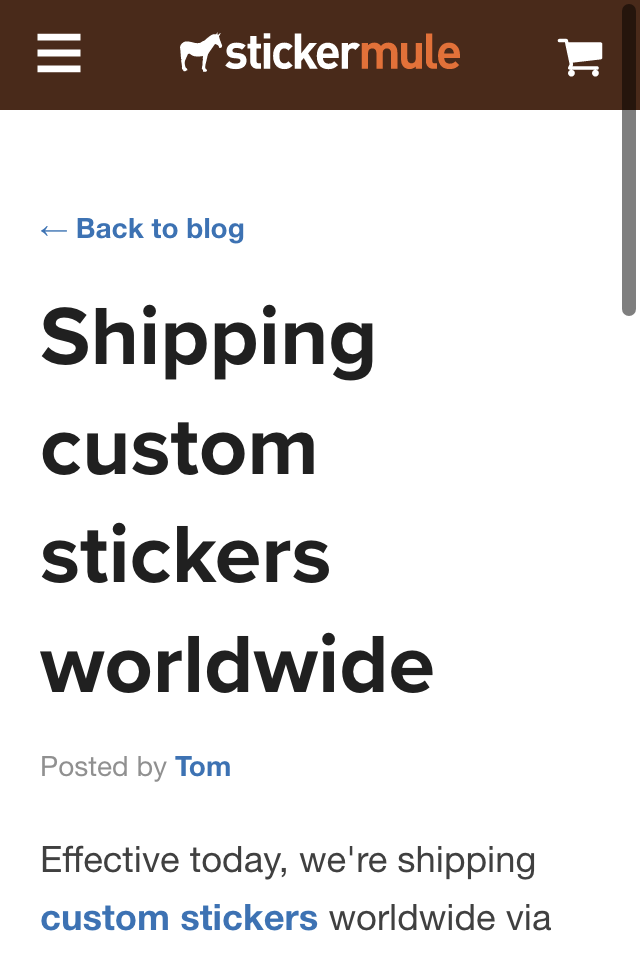 stickermule
← Back to blog
Shipping
custom
stickers
worldwide
Posted by Tom
Effective today, we're shipping
custom stickers worldwide via